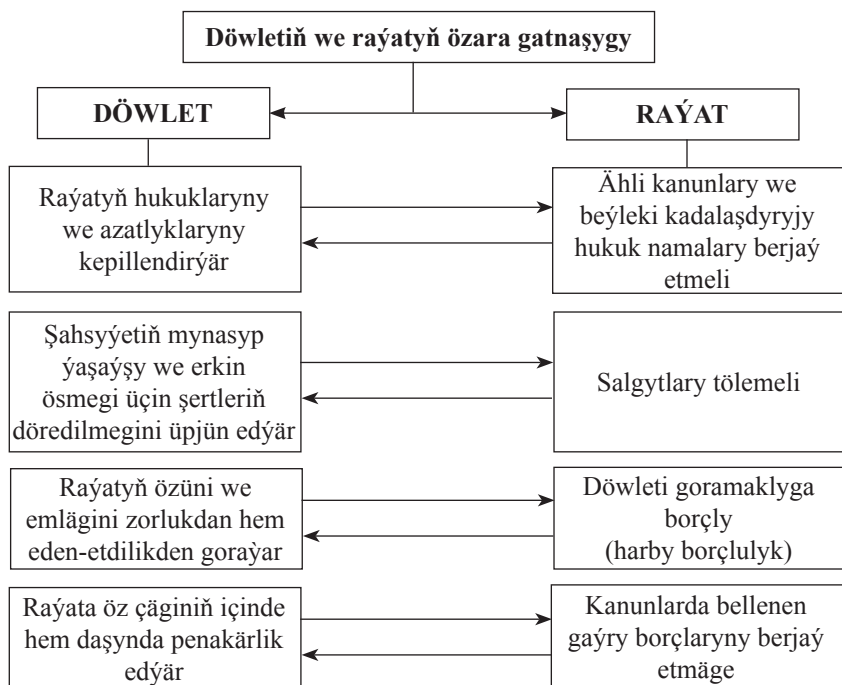 Döwletiň we raýatyň özara gatnaşygy
DÖWLET
RAÝAT
Raýatyň hukuklaryny
we azatlyklaryny
kepillendirýär
Ähli kanunlary we
beýleki kadalaşdyryjy
hukuk namalary berjaý
etmeli
Şahsyýetiň mynasyp
ýaşaýşy we erkin
ösmegi üçin şertleriň
döredilmegini üpjün edýär
Salgytlary tölemeli
Raýatyň özüni we
emlägini zorlukdan hem
eden-etdilikden goraýar
Döwleti goramaklyga
borçly
(harby borçlulyk)
Raýata öz çäginiň içinde
hem daşynda penakärlik
edýär
Kanunlarda bellenen
gaýry borçlaryny berjaý
etmäge